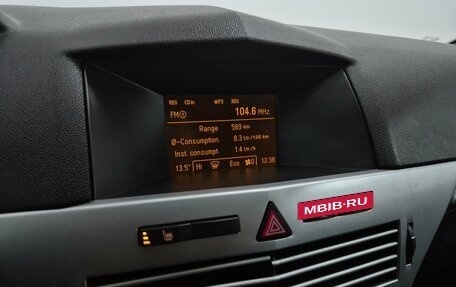 REG CD in MP3 RDS
FM 104.6 MHz
Range 589 km
Ø-Consumption 8.3 Ltr./100 km
Inst consumpt 1.4 Ltr./h
13.5° Hi Eco 12:38
MBIB.RU